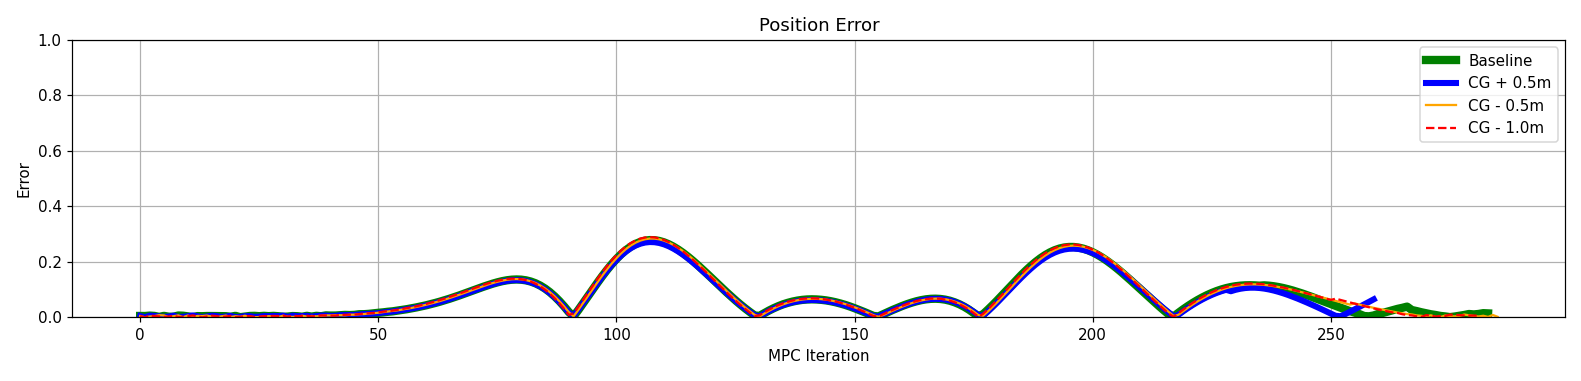 Position Error
1.0
0.8
0.6
0.4
0.2
0.0
Error
Baseline
CG + 0.5m
CG - 0.5m
CG - 1.0m
0 50 100 150 200 250
MPC Iteration